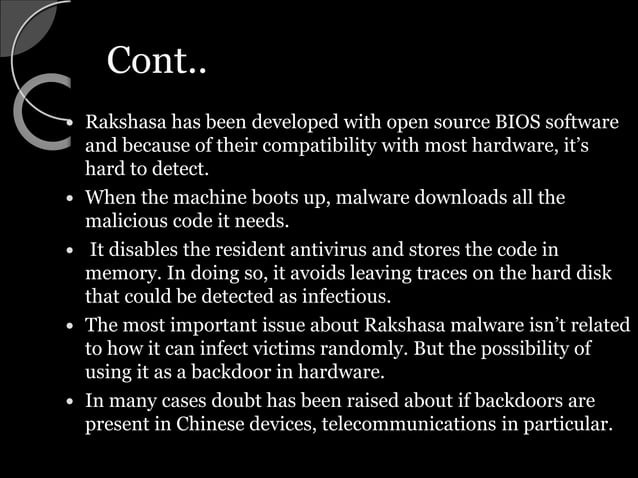 Cont..
• Rakshasa has been developed with open source BIOS software
and because of their compatibility with most hardware, it's
hard to detect.
• When the machine boots up, malware downloads all the
malicious code it needs.
• It disables the resident antivirus and stores the code in
memory. In doing so, it avoids leaving traces on the hard disk
that could be detected as infectious.
• The most important issue about Rakshasa malware isn't related
to how it can infect victims randomly. But the possibility of
using it as a backdoor in hardware.
• In many cases doubt has been raised about if backdoors are
present in Chinese devices, telecommunications in particular.